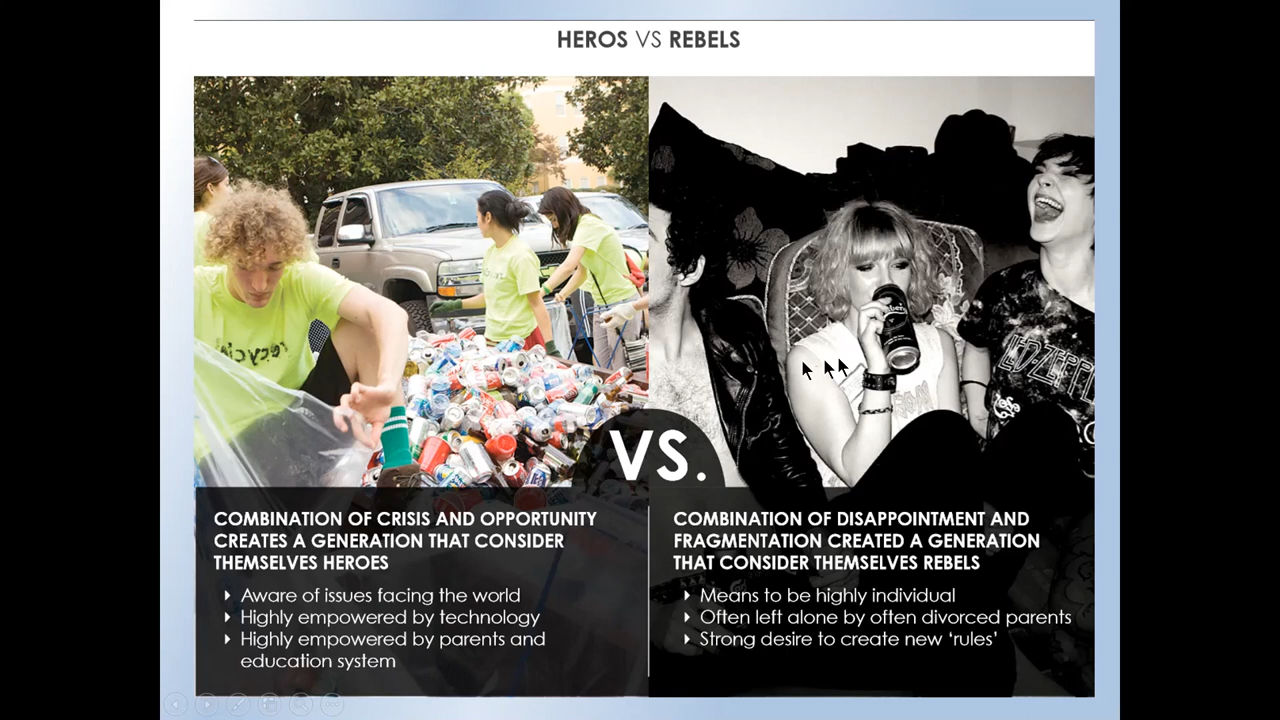 HEROS VS REBELS
recycling
LED-ZEPPE
VS.
COMBINATION OF CRISIS AND OPPORTUNITY
CREATES A GENERATION THAT CONSIDER
THEMSELVES HEROES
Aware of issues facing the world
Highly empowered by technology
Highly empowered by parents and
education system
COMBINATION OF DISAPPOINTMENT AND
FRAGMENTATION CREATED A GENERATION
THAT CONSIDER THEMSELVES REBELS
Means to be highly individual
Often left alone by often divorced parents
Strong desire to create new ‘rules’